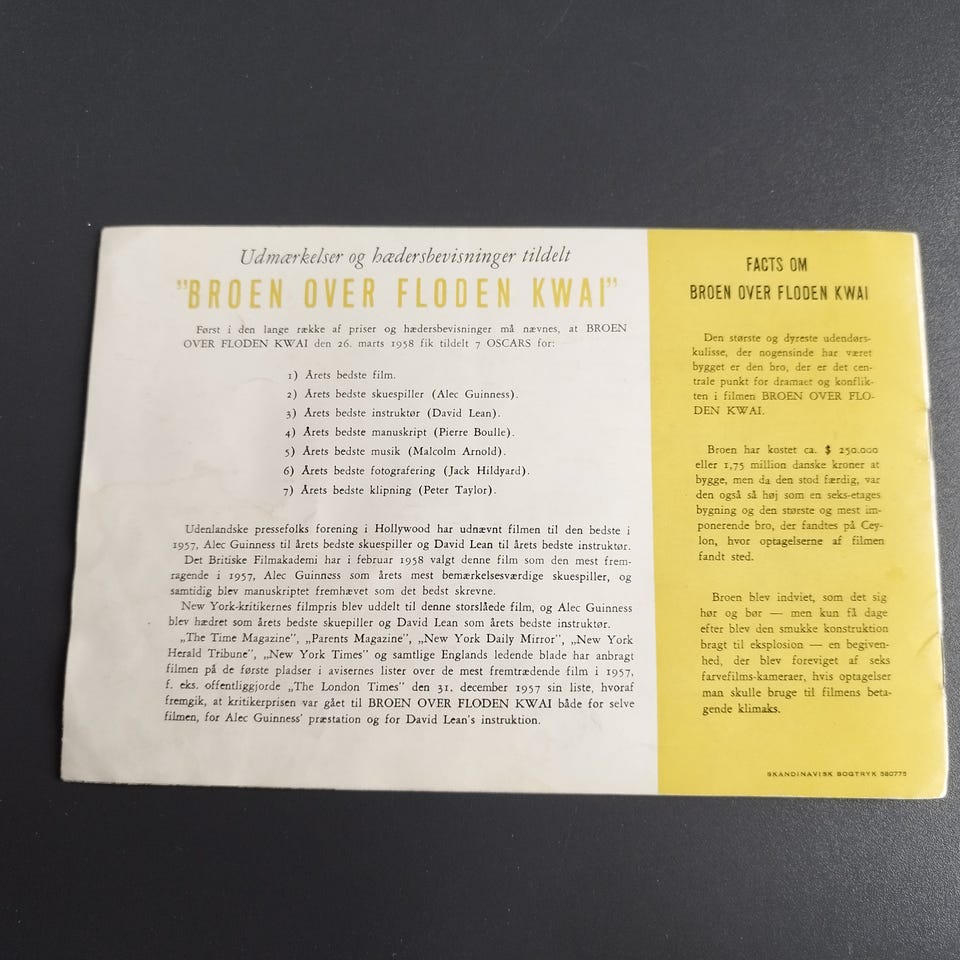 Udmærkelser og hædersbevisninger tildelt
"BROEN OVER FLODEN KWAI"
Først i den lange række af priser og hædersbevisninger må nævnes, at BROEN
OVER FLODEN KWAI den 26. marts 1958 fik tildelt 7 OSCARS for:
1) Årets bedste film.
2) Årets bedste skuespiller (Alec Guinness).
3) Årets bedste instruktør (David Lean).
4) Årets bedste manuskript (Pierre Boulle).
5) Årets bedste musik (Malcolm Arnold).
6) Årets bedste fotografering (Jack Hildyard).
7) Årets bedste klipning (Peter Taylor).
Udenlandske pressefolks forening i Hollywood har udnævnt filmen til den bedste i
1957, Alec Guinness til årets bedste skuespiller og David Lean til årets bedste instruktør.
Det Britiske Filmakademi har i februar 1958 valgt denne film som den mest frem-
ragende i 1957, Alec Guinness som årets mest bemærkelsesværdige skuespiller, og
samtidig blev manuskriptet fremhævet som det bedst skrevne.
New York-kritikernes filmpris blev uddelt til denne storslåede film, og Alec Guinness
blev hædret som årets bedste skuepiller og David Lean som årets bedste instruktør.
„The Time Magazine", „Parents Magazine", „New York Daily Mirror", „New York
Herald Tribune", „New York Times" og samtlige Englands ledende blade har anbragt
filmen på de første pladser i avisernes lister over de mest fremtrædende film i 1957,
f. eks. offentliggjorde „The London Times" den 31. december 1957 sin liste, hvoraf
fremgik, at kritikerprisen var gået til BROEN OVER FLODEN KWAI både for selve
filmen, for Alec Guinness' præstation og for David Lean's instruktion.
FACTS OM
BROEN OVER FLODEN KWAI
Den største og dyreste udendørs-
kulisse, der nogensinde har været
bygget er den bro, der er det cen-
trale punkt for dramaet og konflik-
ten i filmen BROEN OVER FLO-
DEN KWAI.
Broen har kostet ca. $ 250.000
eller 1,75 million danske kroner at
bygge, men da den stod færdig, var
den også så høj som en seks-etages
bygning og den største og mest im-
ponerende bro, der fandtes på Cey-
lon, hvor optagelserne af filmen
fandt sted.
Broen blev indviet, som det sig
hør og bør — men kun få dage
efter blev den smukke konstruktion
bragt til eksplosion — en begiven-
hed, der blev foreviget af seks
farvefilms-kameraer, hvis optagelser
man skulle bruge til filmens beta-
gende klimaks.
SKANDINAVISK BOGTRYK 580775